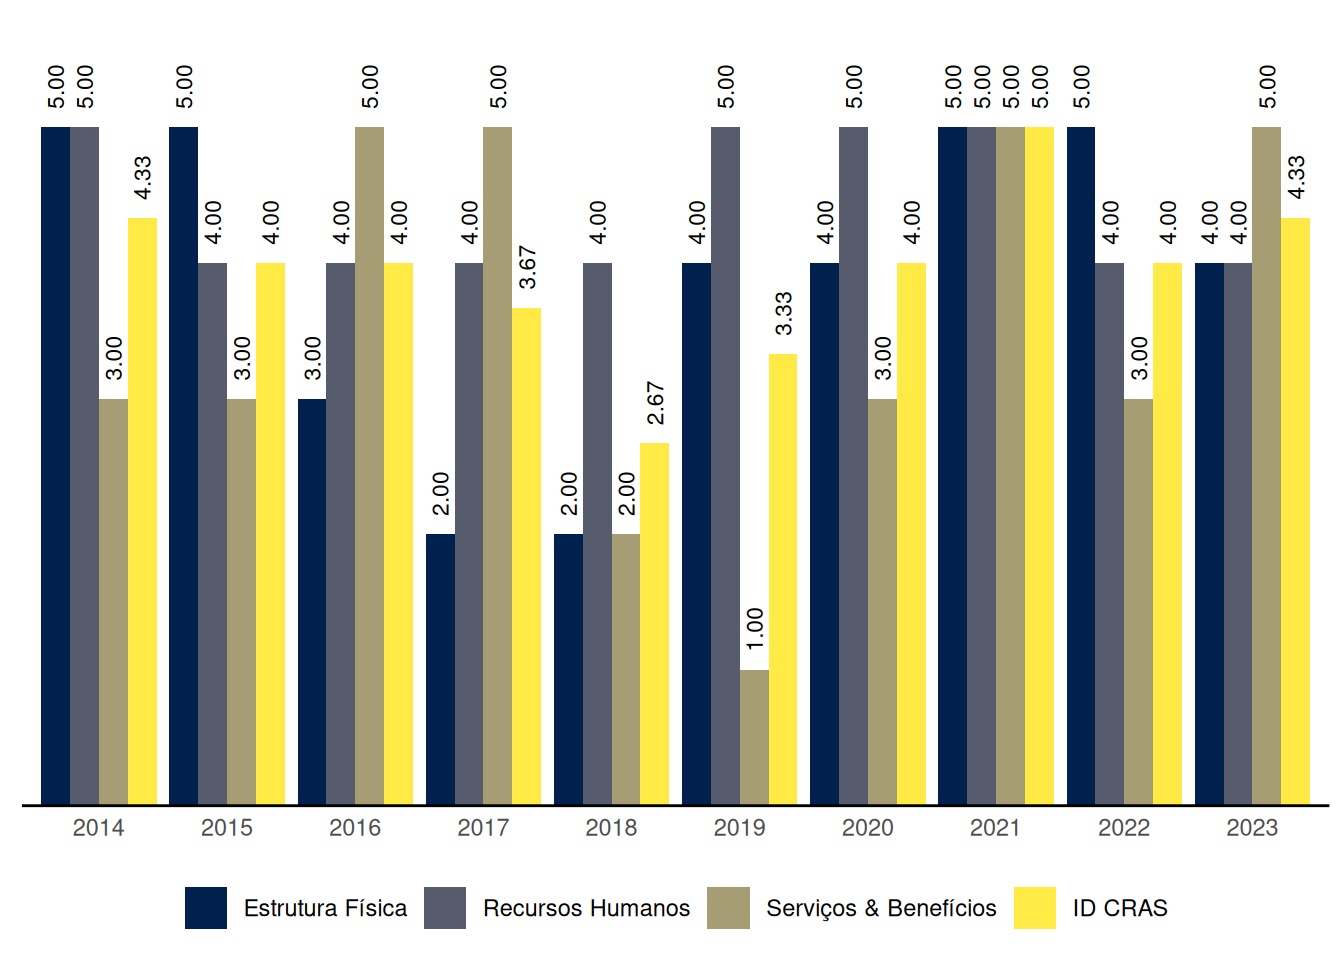 5.00 5.00 3.00 4.33 5.00 4.00 3.00 4.00 3.00 4.00 5.00 4.00 2.00 4.00 5.00 3.67 2.00 4.00 2.00 2.67 4.00 5.00 1.00 3.33 4.00 5.00 3.00 4.00 5.00 5.00 5.00 5.00 5.00 4.00 3.00 4.00 4.00 4.00 5.00 4.33
2014 2015 2016 2017 2018 2019 2020 2021 2022 2023
Estrutura Física Recursos Humanos Serviços & Benefícios ID CRAS